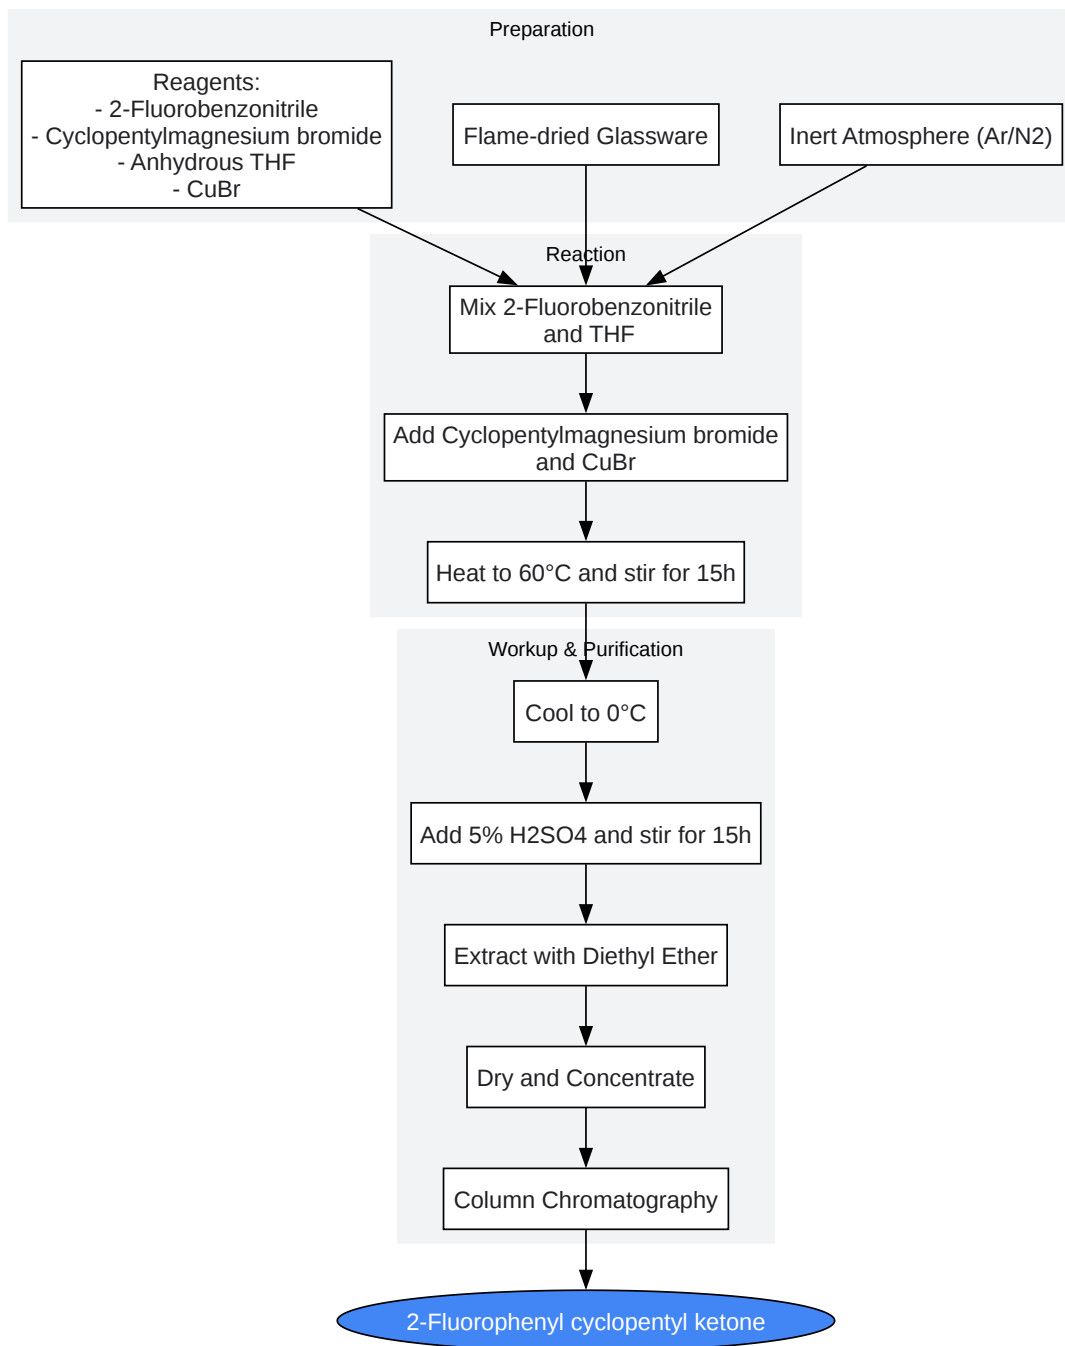 Preparation
Reagents:
- 2-Fluorobenzonitrile
- Cyclopentylmagnesium bromide
- Anhydrous THF
- CuBr
Flame-dried Glassware
Inert Atmosphere (Ar/N2)
Reaction
Mix 2-Fluorobenzonitrile
and THF
Add Cyclopentylmagnesium bromide
and CuBr
Heat to 60°C and stir for 15h
Workup & Purification
Cool to 0°C
Add 5% H2SO4 and stir for 15h
Extract with Diethyl Ether
Dry and Concentrate
Column Chromatography
2-Fluorophenyl cyclopentyl ketone